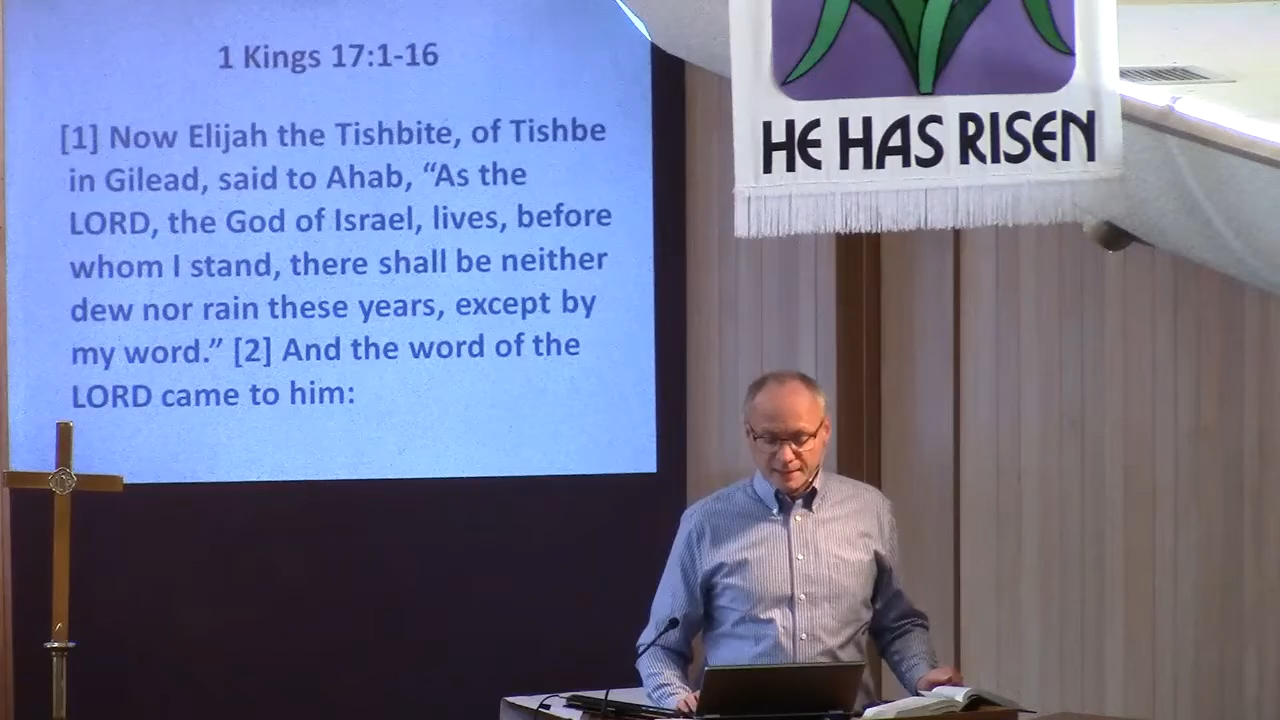 1 Kings 17:1-16
[1] Now Elijah the Tishbite, of Tishbe
in Gilead, said to Ahab, “As the
LORD, the God of Israel, lives, before
whom I stand, there shall be neither
dew nor rain these years, except by
my word.” [2] And the word of the
LORD came to him:
HE HAS RISEN